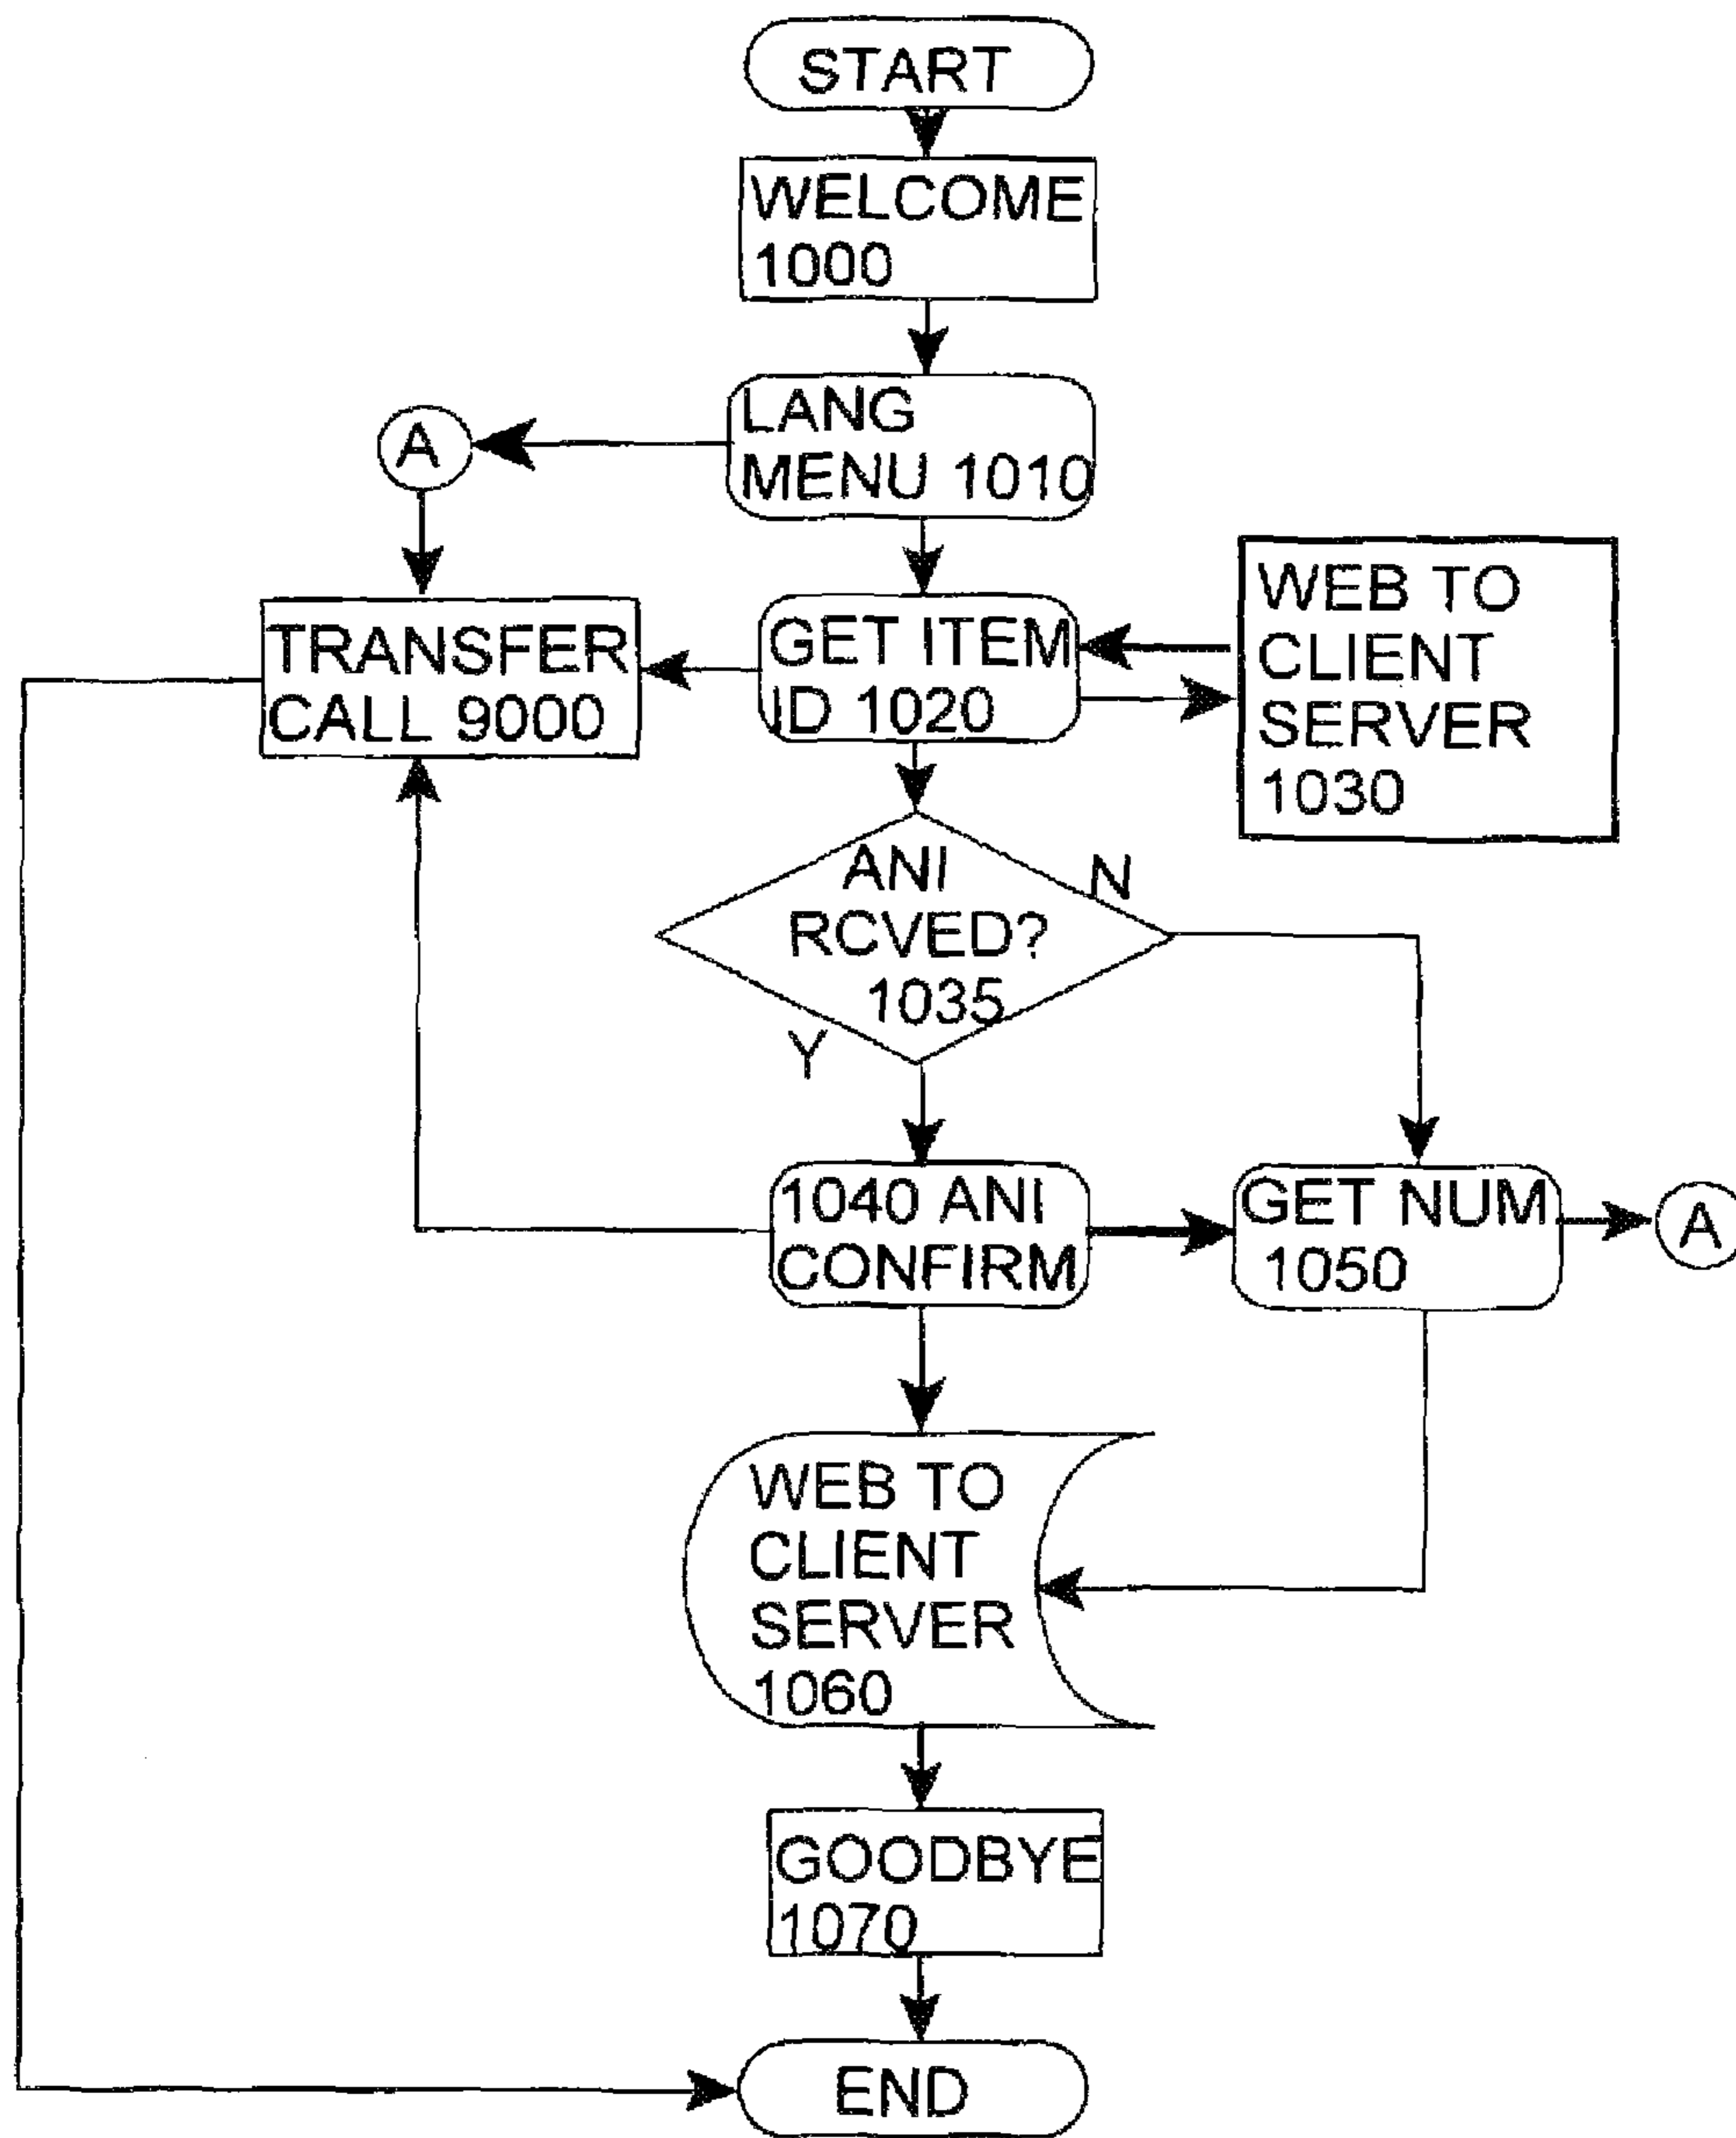 START
WELCOME
1000
LANG
MENU 1010
A
TRANSFER
CALL 9000
GET ITEM
ID 1020
WEB TO
CLIENT
SERVER
1030
ANI
RCVED?
1035
N
Y
1040 ANI
CONFIRM
GET NUM
1050
A
WEB TO
CLIENT
SERVER
1060
GOODBYE
1070
END